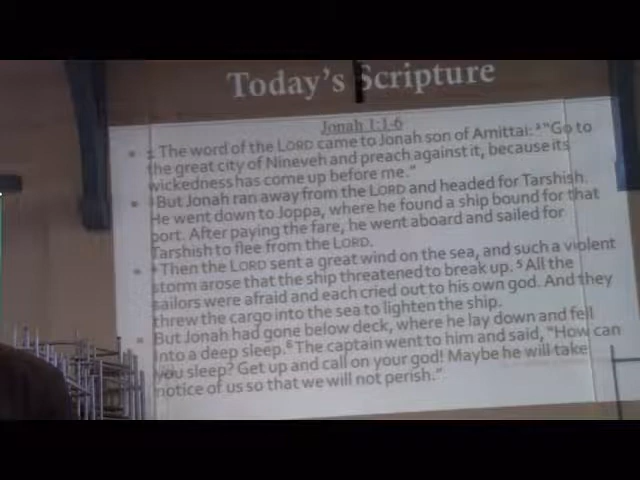 Today's Scripture
Jonah 1:1-6
The word of the LORD came to Jonah son of Amittai: ² "Go to
the great city of Nineveh and preach against it, because its
wickedness has come up before me."
But Jonah ran away from the LORD and headed for Tarshish.
He went down to Joppa, where he found a ship bound for that
port. After paying the fare, he went aboard and sailed for
Tarshish to flee from the LORD.
Then the LORD sent a great wind on the sea, and such a violent
storm arose that the ship threatened to break up. ⁵ All the
sailors were afraid and each cried out to his own god. And they
threw the cargo into the sea to lighten the ship.
But Jonah had gone below deck, where he lay down and fell
into a deep sleep. ⁶ The captain went to him and said, "How can
you sleep? Get up and call on your god! Maybe he will take
notice of us so that we will not perish."